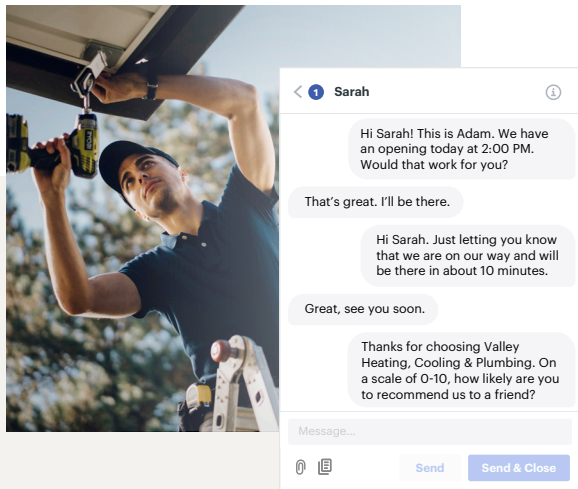 RYOBI
1 Sarah
Hi Sarah! This is Adam. We have
an opening today at 2:00 PM.
Would that work for you?
That's great. I'll be there.
Hi Sarah. Just letting you know
that we are on our way and will
be there in about 10 minutes.
Great, see you soon.
Thanks for choosing Valley
Heating, Cooling & Plumbing. On
a scale of 0-10, how likely are you
to recommend us to a friend?
Message...
Send Send & Close